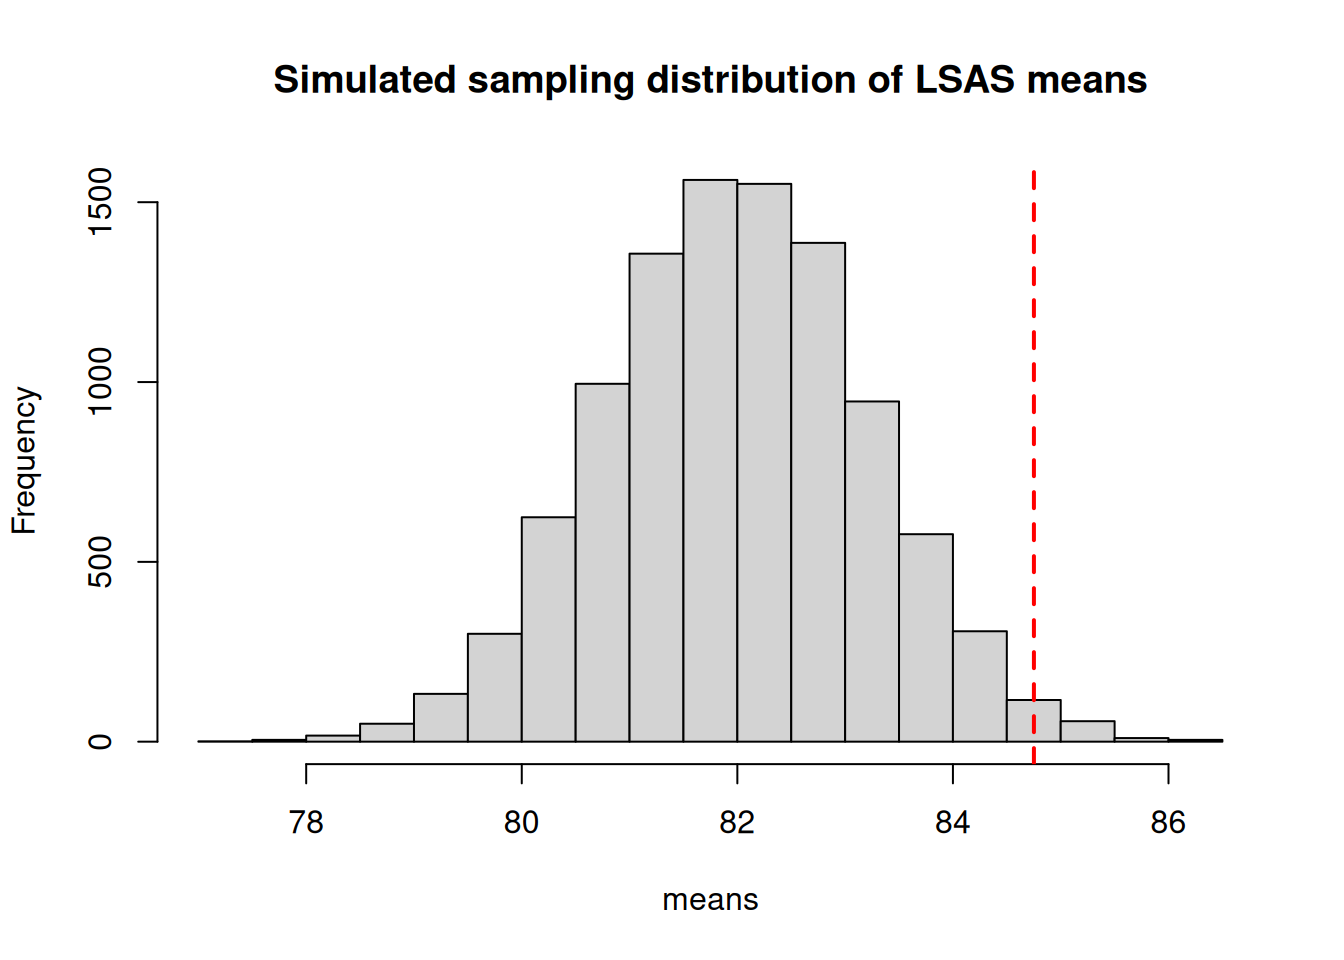 Simulated sampling distribution of LSAS means
Frequency
1500
1000
500
0
78 80 82 84 86
means